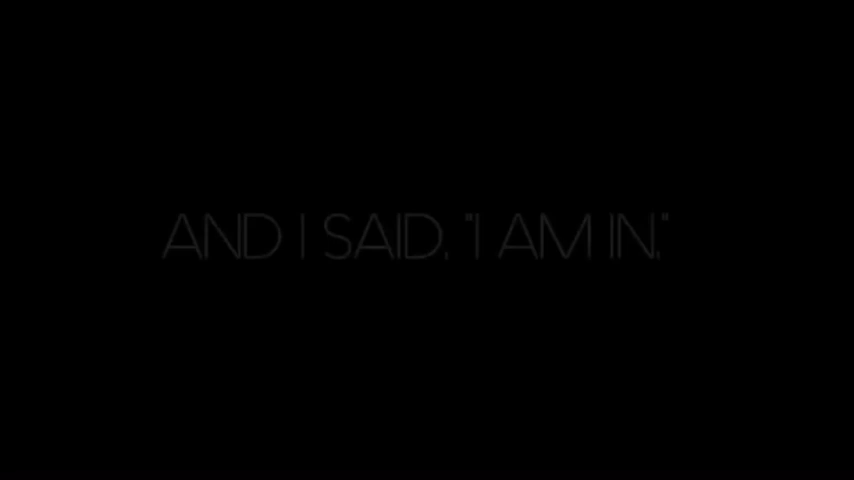 AND I SAID, "I AM IN."